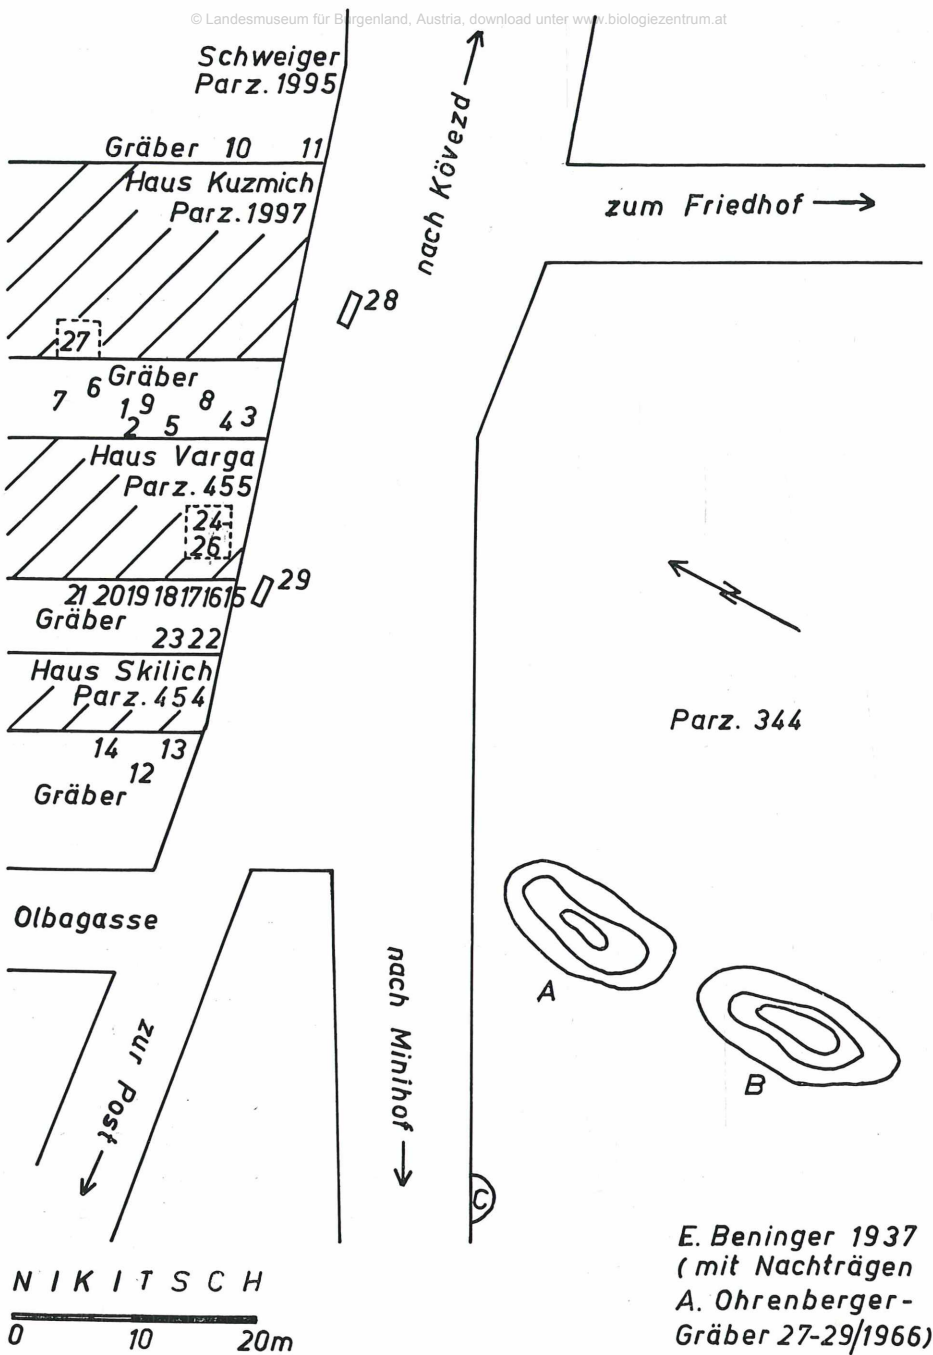 © Landesmuseum für Burgenland, Austria, download unter www.biologiezentrum.at
Schweiger
Parz. 1995
nach Kövezd
Gräber 10 11
Haus Kuzmich
Parz. 1997
zum Friedhof
28
27
Gräber
7 6 1 9 8
2 5 4 3
Haus Varga
Parz. 455
24-
26
29
21 20 19 18 17 16 15
Gräber
23 22
Haus Skilich
Parz. 454
Parz. 344
14 13
12
Gräber
Olbagasse
A
nach Minihof
zur Post
B
C
E. Beninger 1937
(mit Nachträgen
A. Ohrenberger-
Gräber 27-29/1966)
NIKITSCH
0 10 20m